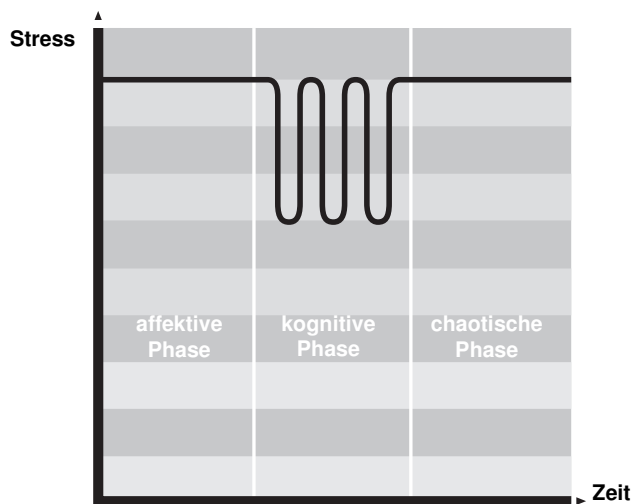 Stress
affektive
Phase
kognitive
Phase
chaotische
Phase
Zeit